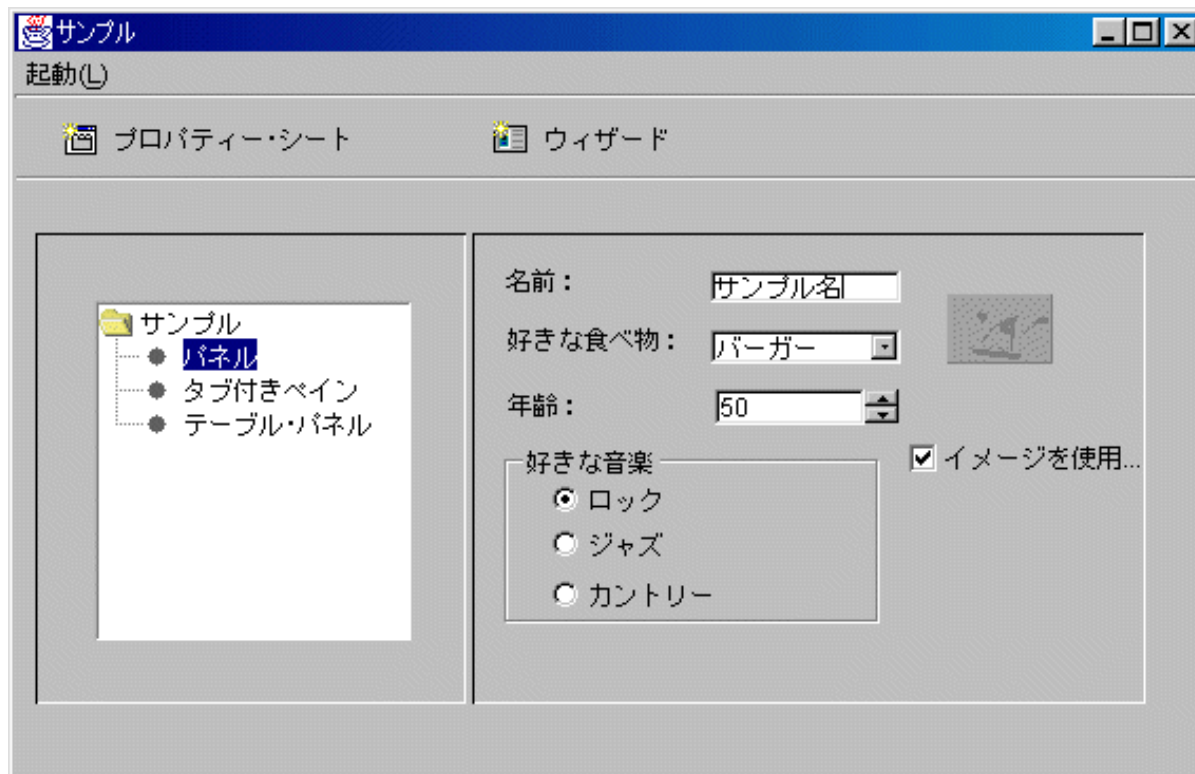 サンプル
起動(L)
プロパティー・シート
ウィザード
サンプル
パネル
タブ付きペイン
テーブル・パネル
名前：
サンプル名
好きな食べ物：
バーガー
年齢：
50
好きな音楽
ロック
ジャズ
カントリー
イメージを使用...